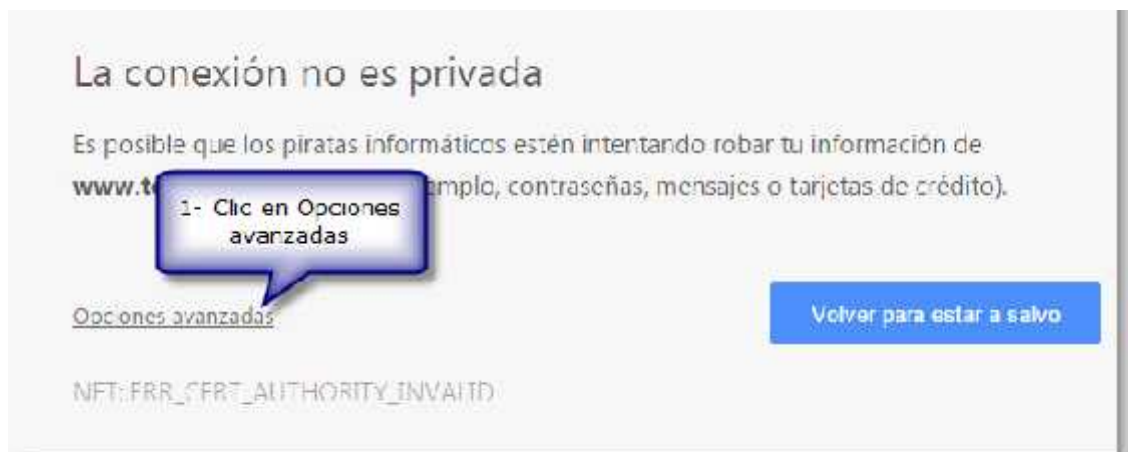 La conexión no es privada
Es posible que los piratas informáticos estén intentando robar tu información de
www.t mplo, contraseñas, mensajes o tarjetas de crédito).
1- Clic en Opciones
avanzadas
Opciones avanzadas
Volver para estar a salvo
NET::ERR_CERT_AUTHORITY_INVALID